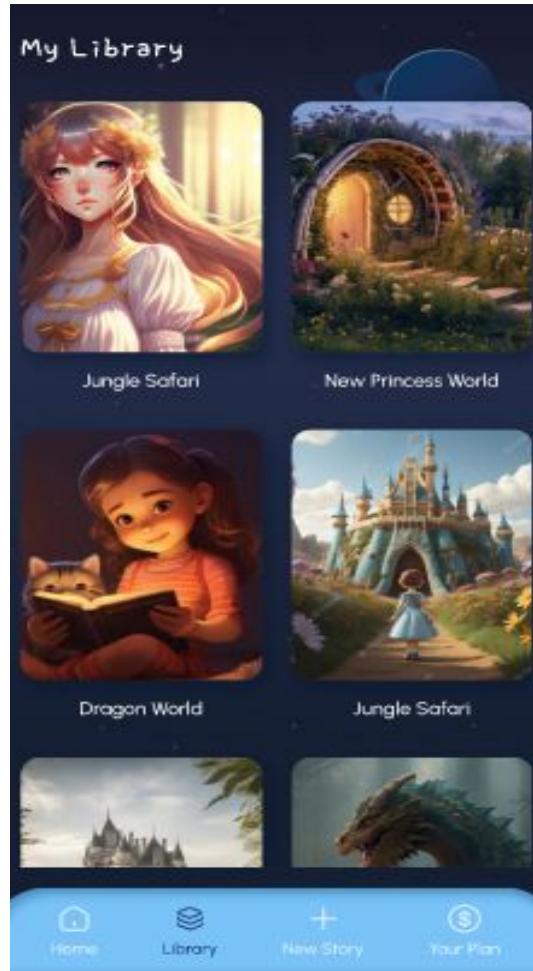 My Library
Jungle Safari
New Princess World
Dragon World
Jungle Safari
Home
Library
New Story
Your Plan